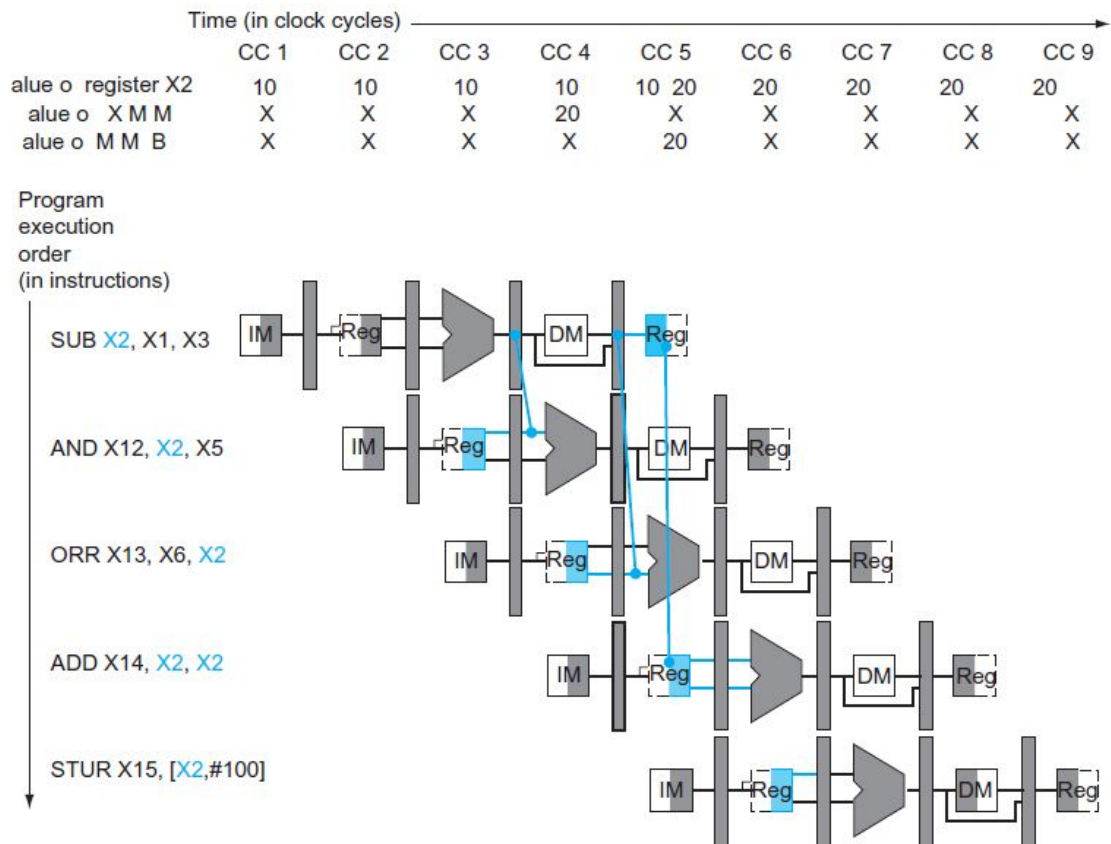 Time (in clock cycles)
CC 1 CC 2 CC 3 CC 4 CC 5 CC 6 CC 7 CC 8 CC 9
alue o register X2 10 10 10 10 10 20 20 20 20 20
alue o X M M X X X 20 X X X X X
alue o M M B X X X X 20 X X X X
Program
execution
order
(in instructions)
SUB X2, X1, X3
IM Reg DM Reg
AND X12, X2, X5
IM Reg DM Reg
ORR X13, X6, X2
IM Reg DM Reg
ADD X14, X2, X2
IM Reg DM Reg
STUR X15, [X2,#100]
IM Reg DM Reg